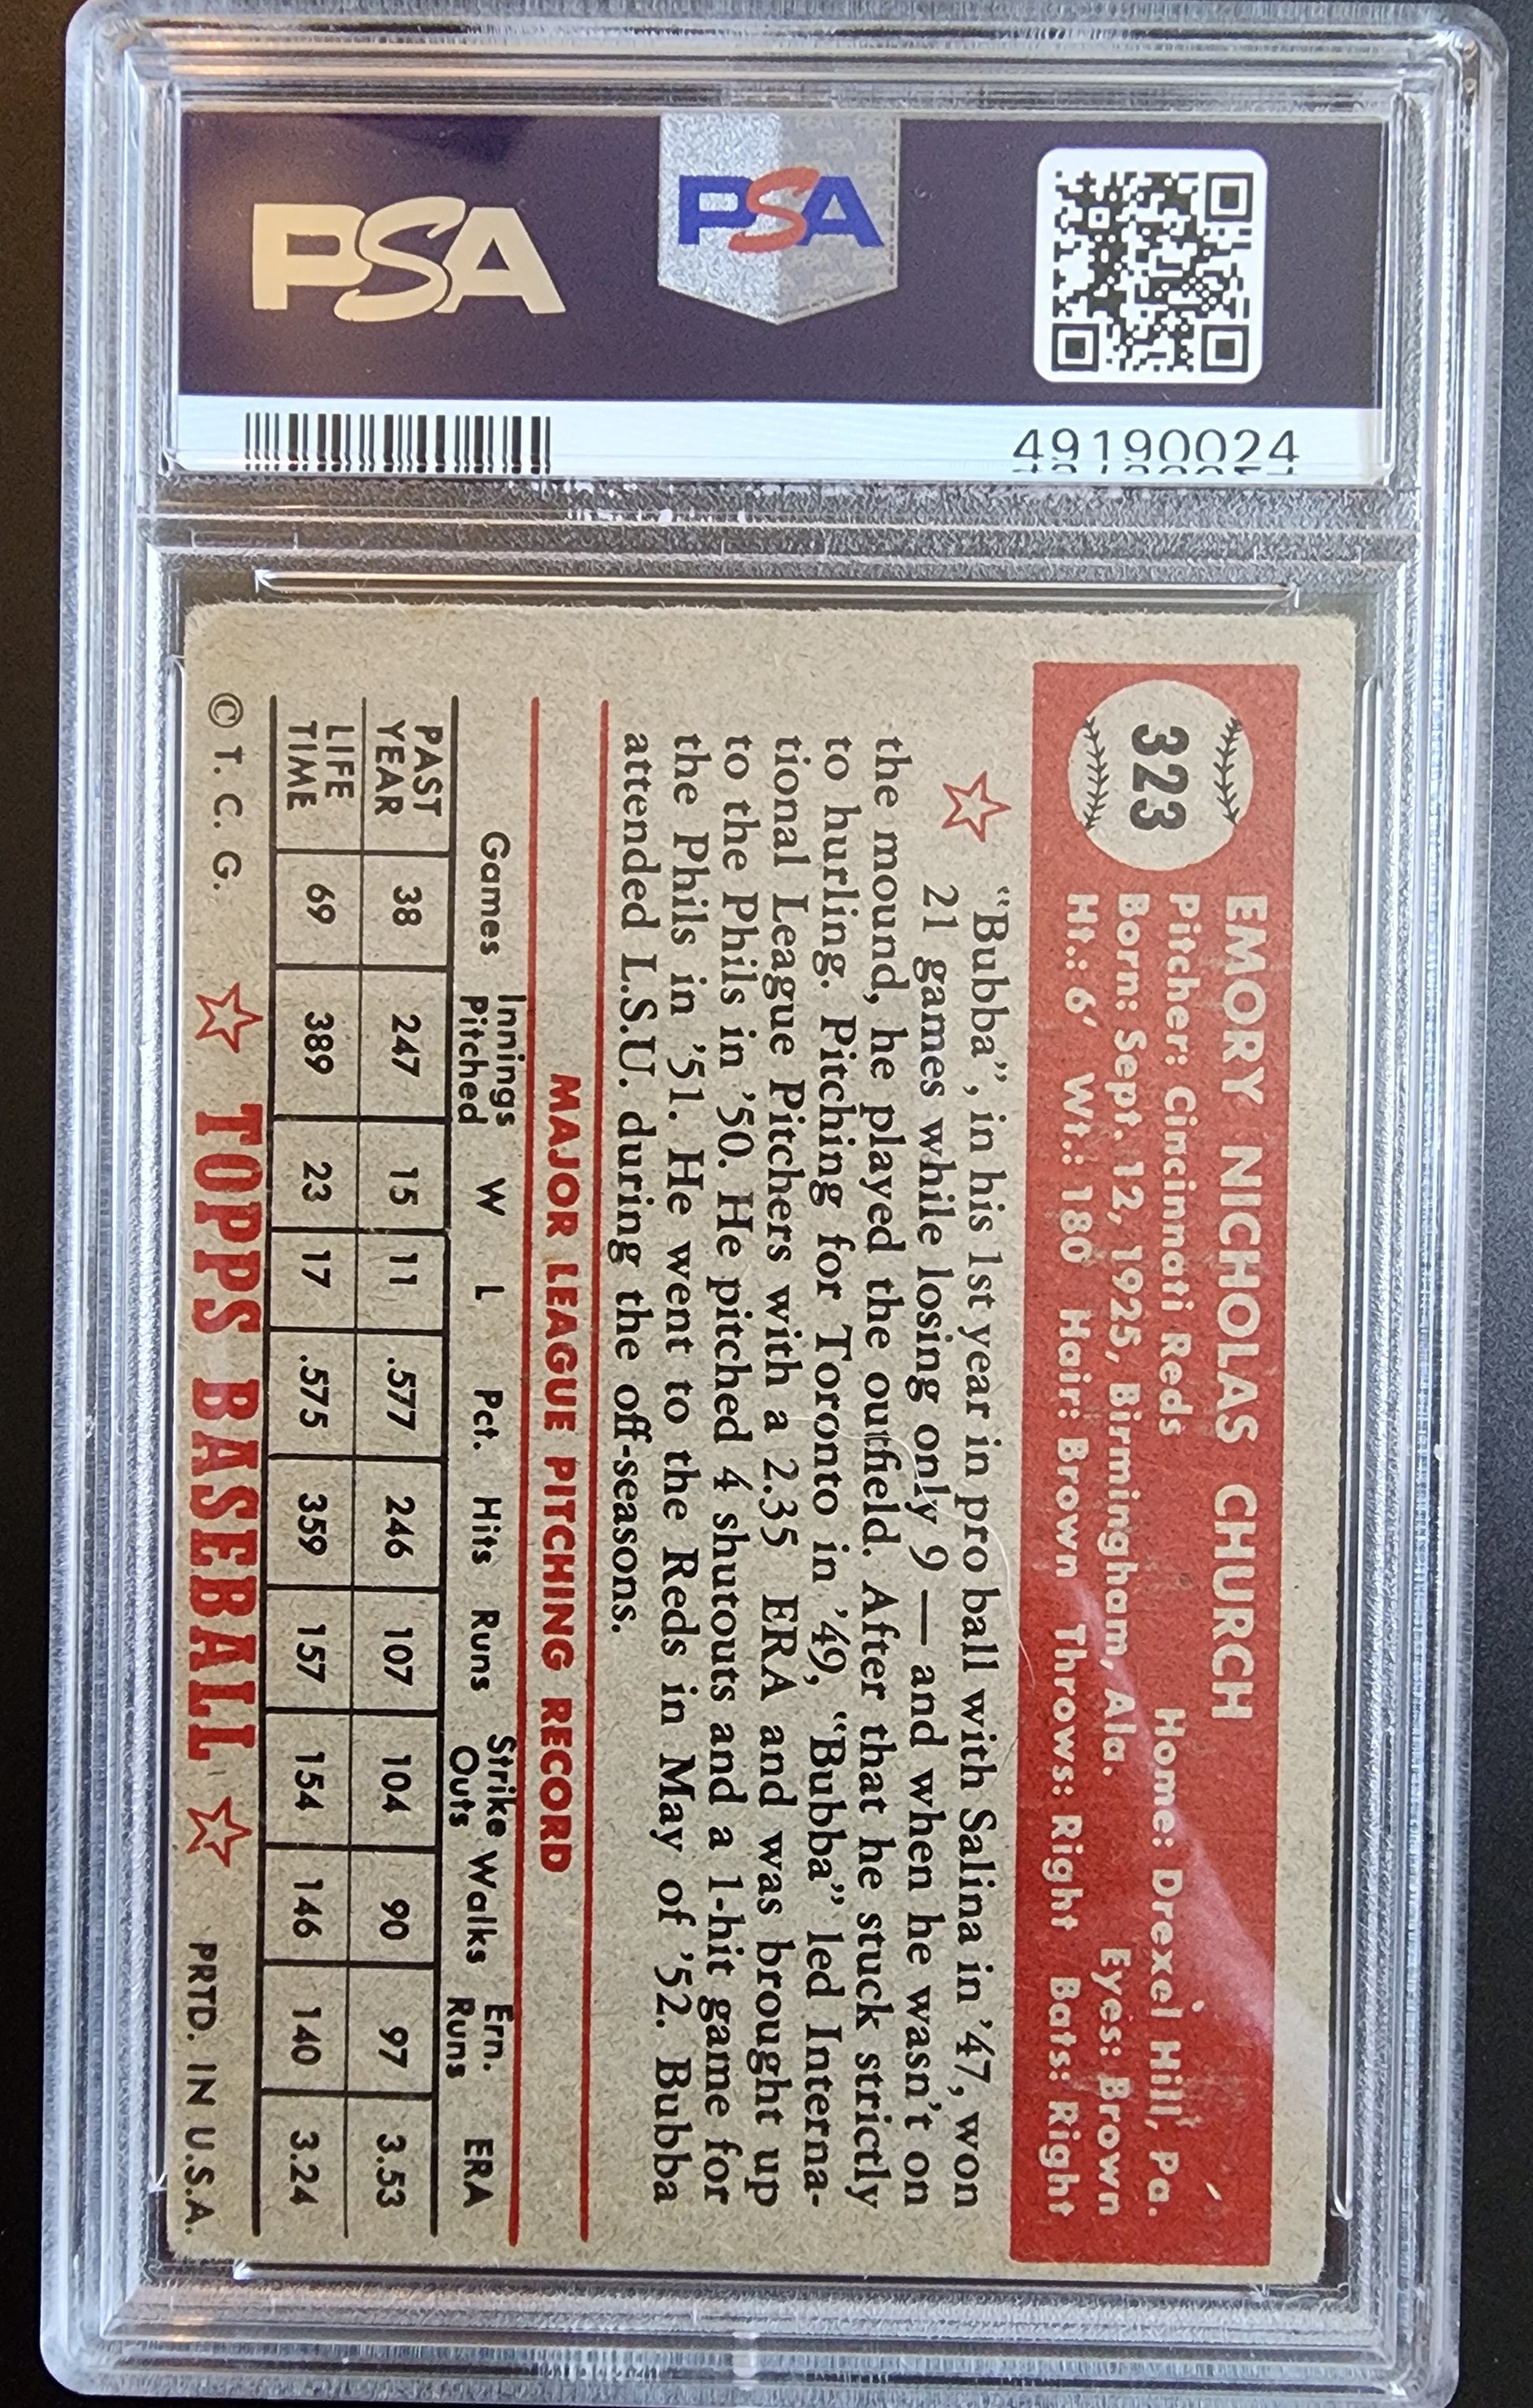 PSA
PSA
49190024
323
EMORY NICHOLAS CHURCH
Pitcher: Cincinnati Reds Home: Drexel Hill, Pa.
Born: Sept. 12, 1925, Birmingham, Ala. Eyes: Brown
Ht.: 6' Wt.: 180 Hair: Brown Throws: Right Bats: Right
"Bubba", in his 1st year in pro ball with Salina in '47, won
21 games while losing only 9 — and when he wasn't on
the mound, he played the outfield. After that he stuck strictly
to hurling. Pitching for Toronto in '49, "Bubba" led Interna-
tional League Pitchers with a 2.35 ERA and was brought up
to the Phils in '50. He pitched 4 shutouts and a 1-hit game for
the Phils in '51. He went to the Reds in May of '52. Bubba
attended L.S.U. during the off-seasons.
MAJOR LEAGUE PITCHING RECORD
Games Innings Pitched W L Pct. Hits Runs Strike Outs Walks Ern. Runs ERA
PAST YEAR 38 247 15 11 .577 246 107 104 90 97 3.53
LIFE TIME 69 389 23 17 .575 359 157 154 146 140 3.24
© T. C. G. TOPPS BASEBALL PRTD. IN U.S.A.